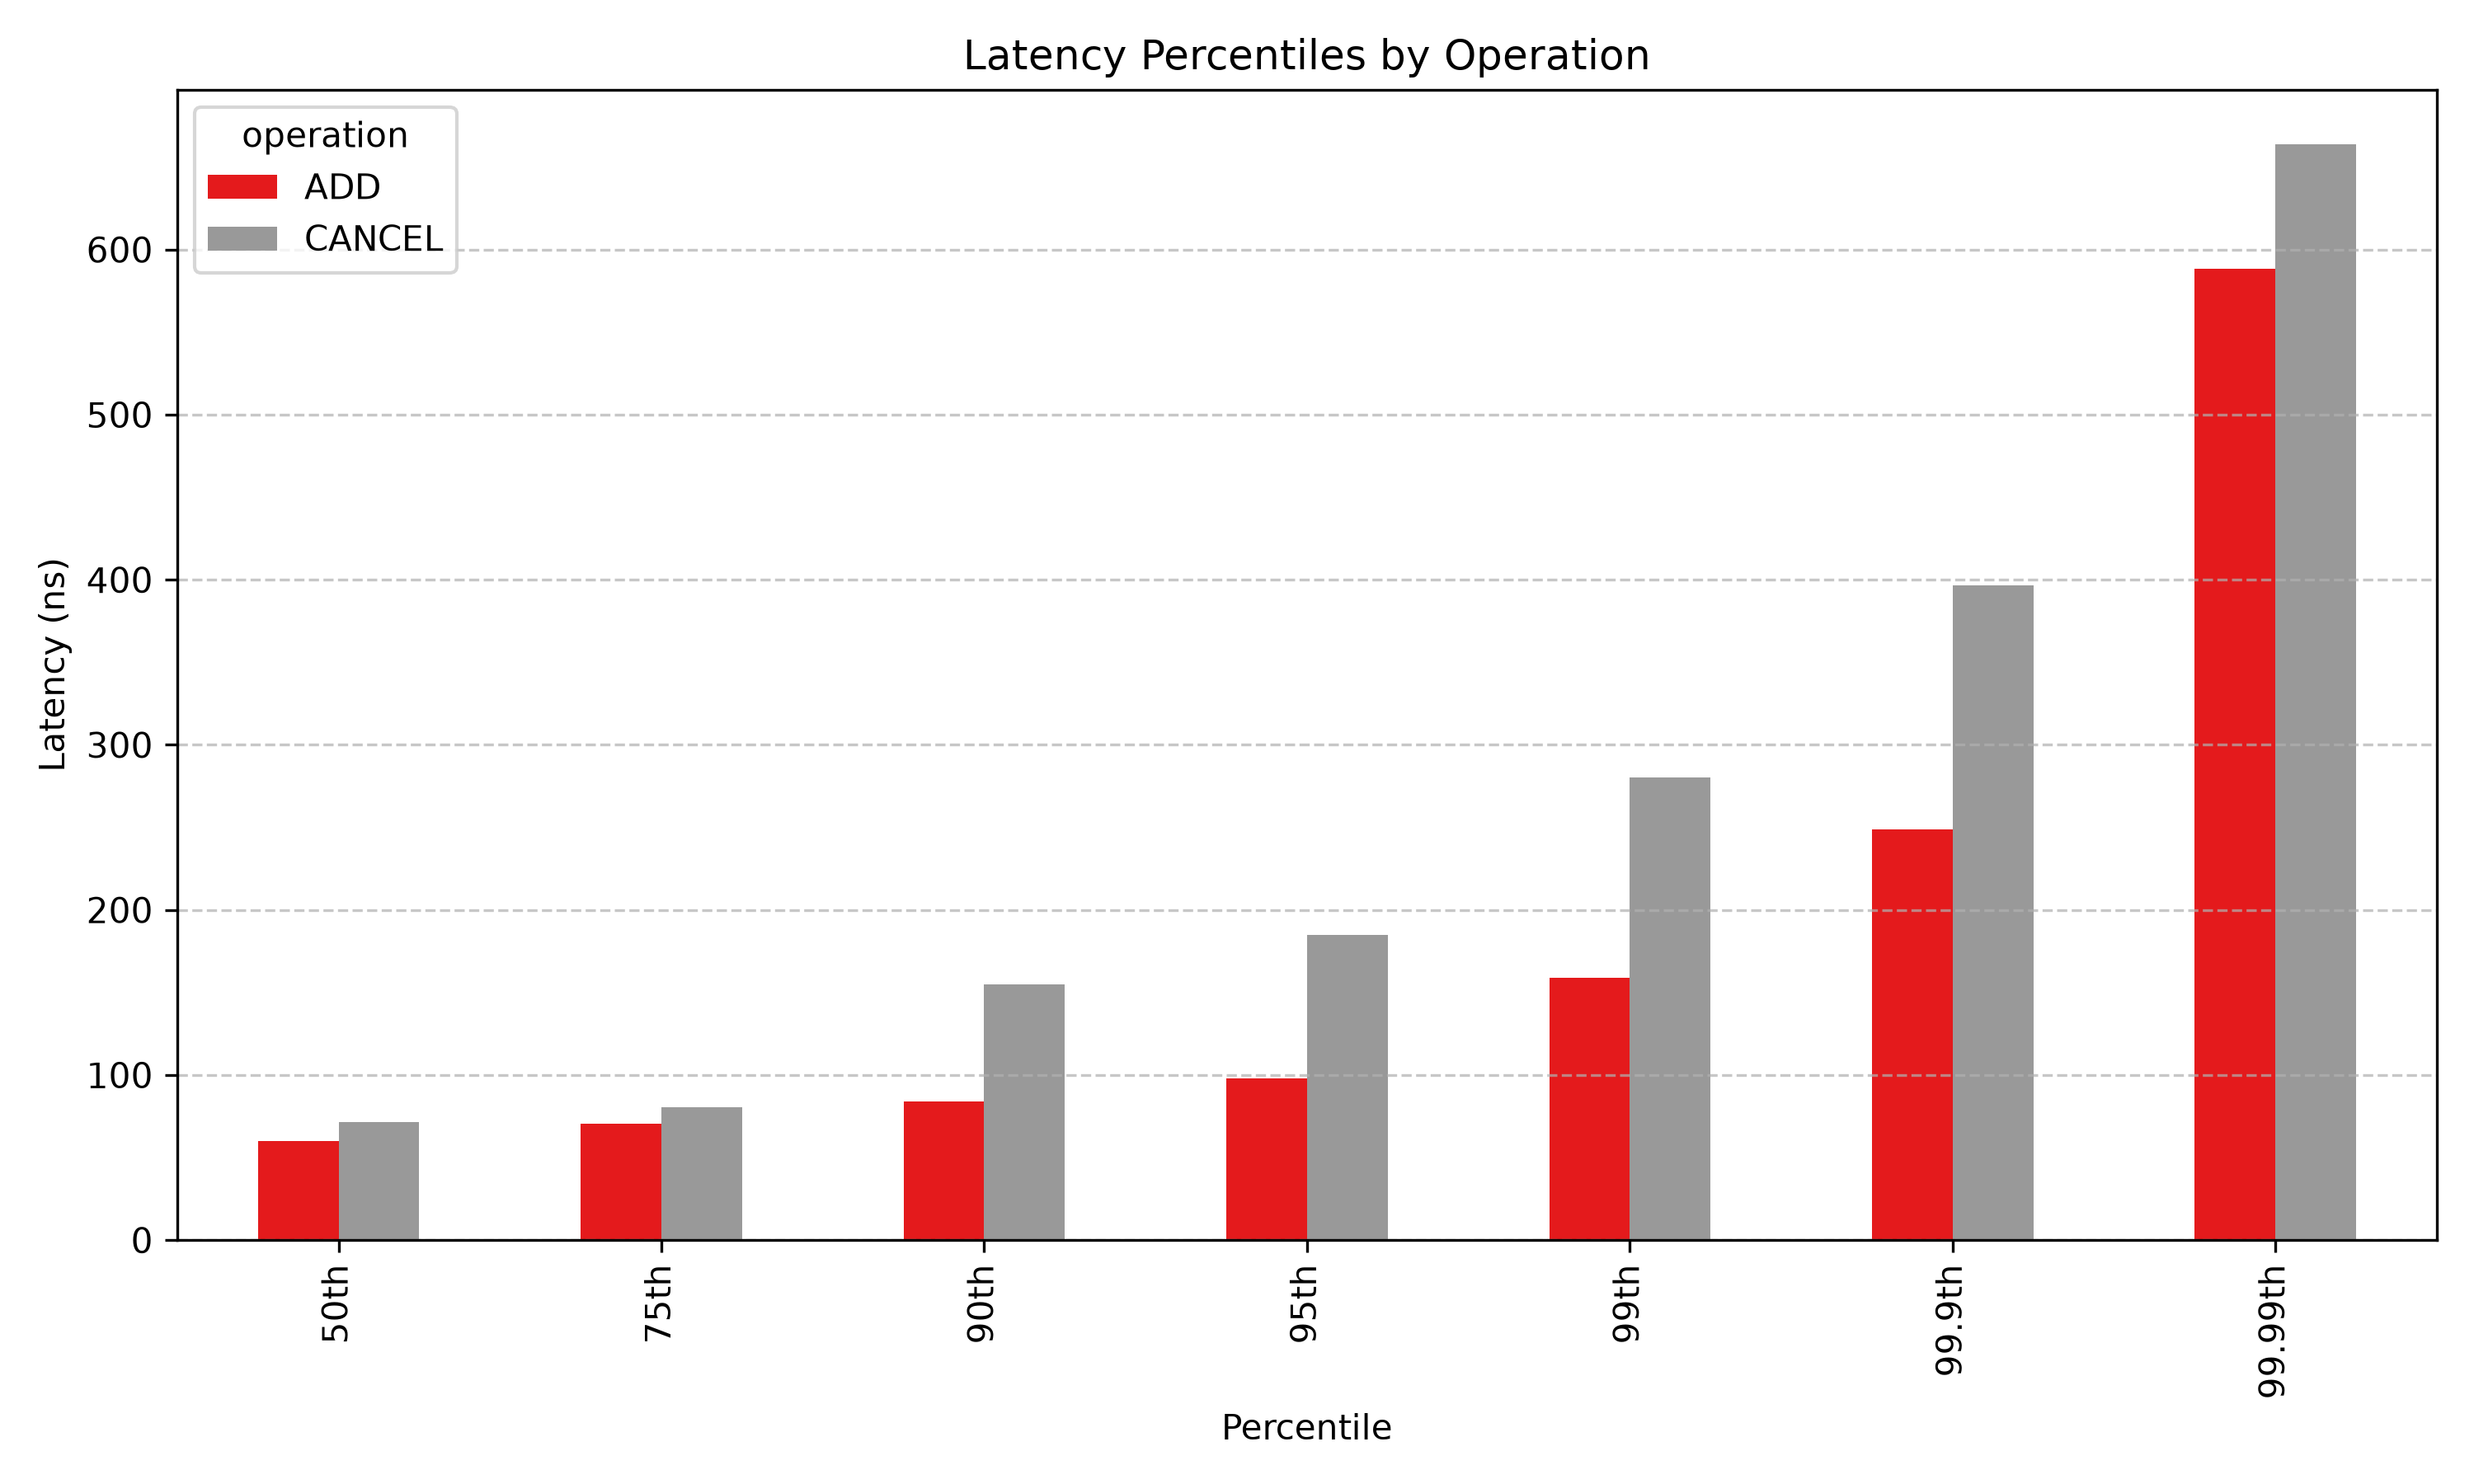 Latency Percentiles by Operation
operation
ADD
CANCEL
600
500
400
300
200
100
0
Latency (ns)
50th
75th
90th
95th
99th
99.9th
99.99th
Percentile